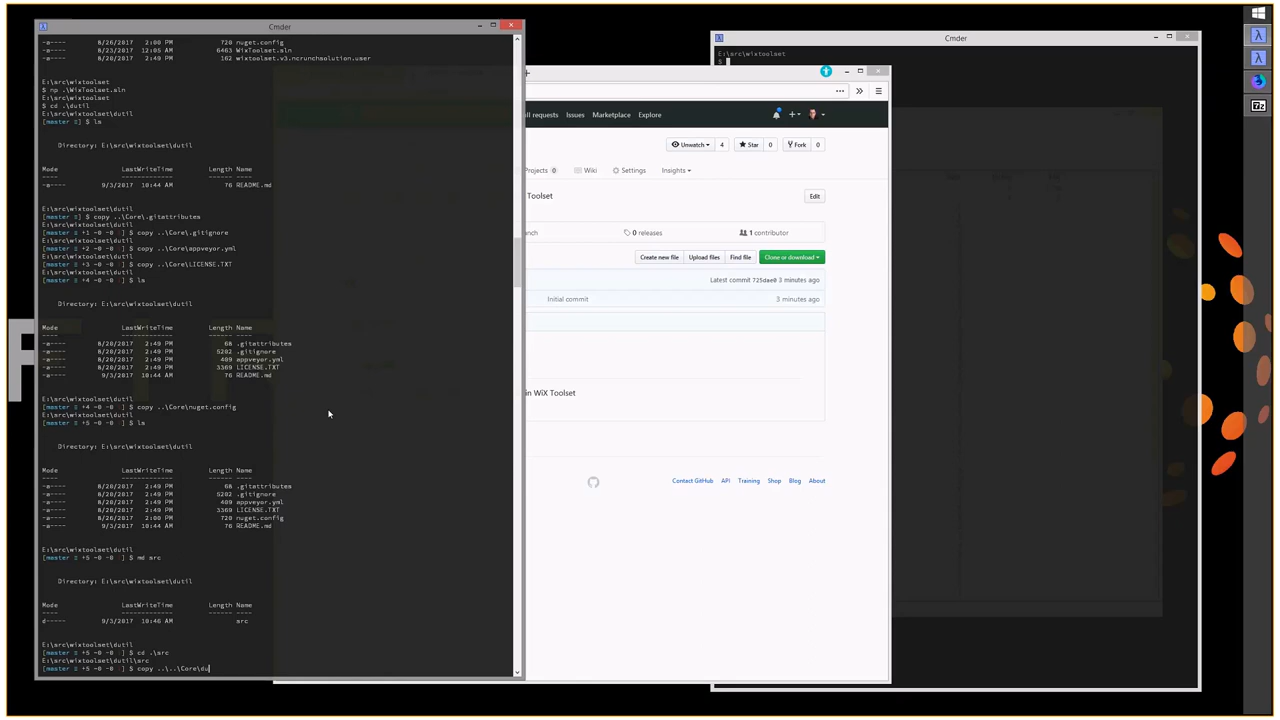 Cmder
-a---- 8/26/2017 2:00 PM 720 nuget.config
-a---- 8/23/2017 12:05 AM 6463 WixToolset.sln
-a---- 8/20/2017 2:49 PM 162 wixtoolset.v3.ncrunchsolution.user
E:\src\wixtoolset
$ np .\WixToolset.sln
E:\src\wixtoolset
$ cd .\dutil
E:\src\wixtoolset\dutil
[master ≡] $ ls
Directory: E:\src\wixtoolset\dutil
Mode LastWriteTime Length Name
---- ------------- ------ ----
-a---- 9/3/2017 10:44 AM 76 README.md
E:\src\wixtoolset\dutil
[master ≡] $ copy ..\Core\.gitattributes
E:\src\wixtoolset\dutil
[master ≡ +1 ~0 -0 ] $ copy ..\Core\.gitignore
E:\src\wixtoolset\dutil
[master ≡ +2 ~0 -0 ] $ copy ..\Core\appveyor.yml
E:\src\wixtoolset\dutil
[master ≡ +3 ~0 -0 ] $ copy ..\Core\LICENSE.TXT
E:\src\wixtoolset\dutil
[master ≡ +4 ~0 -0 ] $ ls
Directory: E:\src\wixtoolset\dutil
Mode LastWriteTime Length Name
---- ------------- ------ ----
-a---- 8/20/2017 2:49 PM 68 .gitattributes
-a---- 8/20/2017 2:49 PM 5202 .gitignore
-a---- 8/20/2017 2:49 PM 409 appveyor.yml
-a---- 8/20/2017 2:49 PM 3369 LICENSE.TXT
-a---- 9/3/2017 10:44 AM 76 README.md
E:\src\wixtoolset\dutil
[master ≡ +4 ~0 -0 ] $ copy ..\Core\nuget.config
E:\src\wixtoolset\dutil
[master ≡ +5 ~0 -0 ] $ ls
Directory: E:\src\wixtoolset\dutil
Mode LastWriteTime Length Name
---- ------------- ------ ----
-a---- 8/20/2017 2:49 PM 68 .gitattributes
-a---- 8/20/2017 2:49 PM 5202 .gitignore
-a---- 8/20/2017 2:49 PM 409 appveyor.yml
-a---- 8/20/2017 2:49 PM 3369 LICENSE.TXT
-a---- 8/26/2017 2:00 PM 720 nuget.config
-a---- 9/3/2017 10:44 AM 76 README.md
E:\src\wixtoolset\dutil
[master ≡ +5 ~0 -0 ] $ md src
Directory: E:\src\wixtoolset\dutil
Mode LastWriteTime Length Name
---- ------------- ------ ----
d----- 9/3/2017 10:46 AM src
E:\src\wixtoolset\dutil
[master ≡ +5 ~0 -0 ] $ cd .\src
E:\src\wixtoolset\dutil\src
[master ≡ +5 ~0 -0 ] $ copy ..\..\Core\du
ll requests Issues Marketplace Explore
Unwatch 4 Star 0 Fork 0
Projects 0 Wiki Settings Insights
Toolset Edit
nch 0 releases 1 contributor
Create new file Upload files Find file Clone or download
Latest commit 725dae0 3 minutes ago
Initial commit 3 minutes ago
in WiX Toolset
Contact GitHub API Training Shop Blog About
Cmder
E:\src\wixtoolset
$
λ
λ
7z